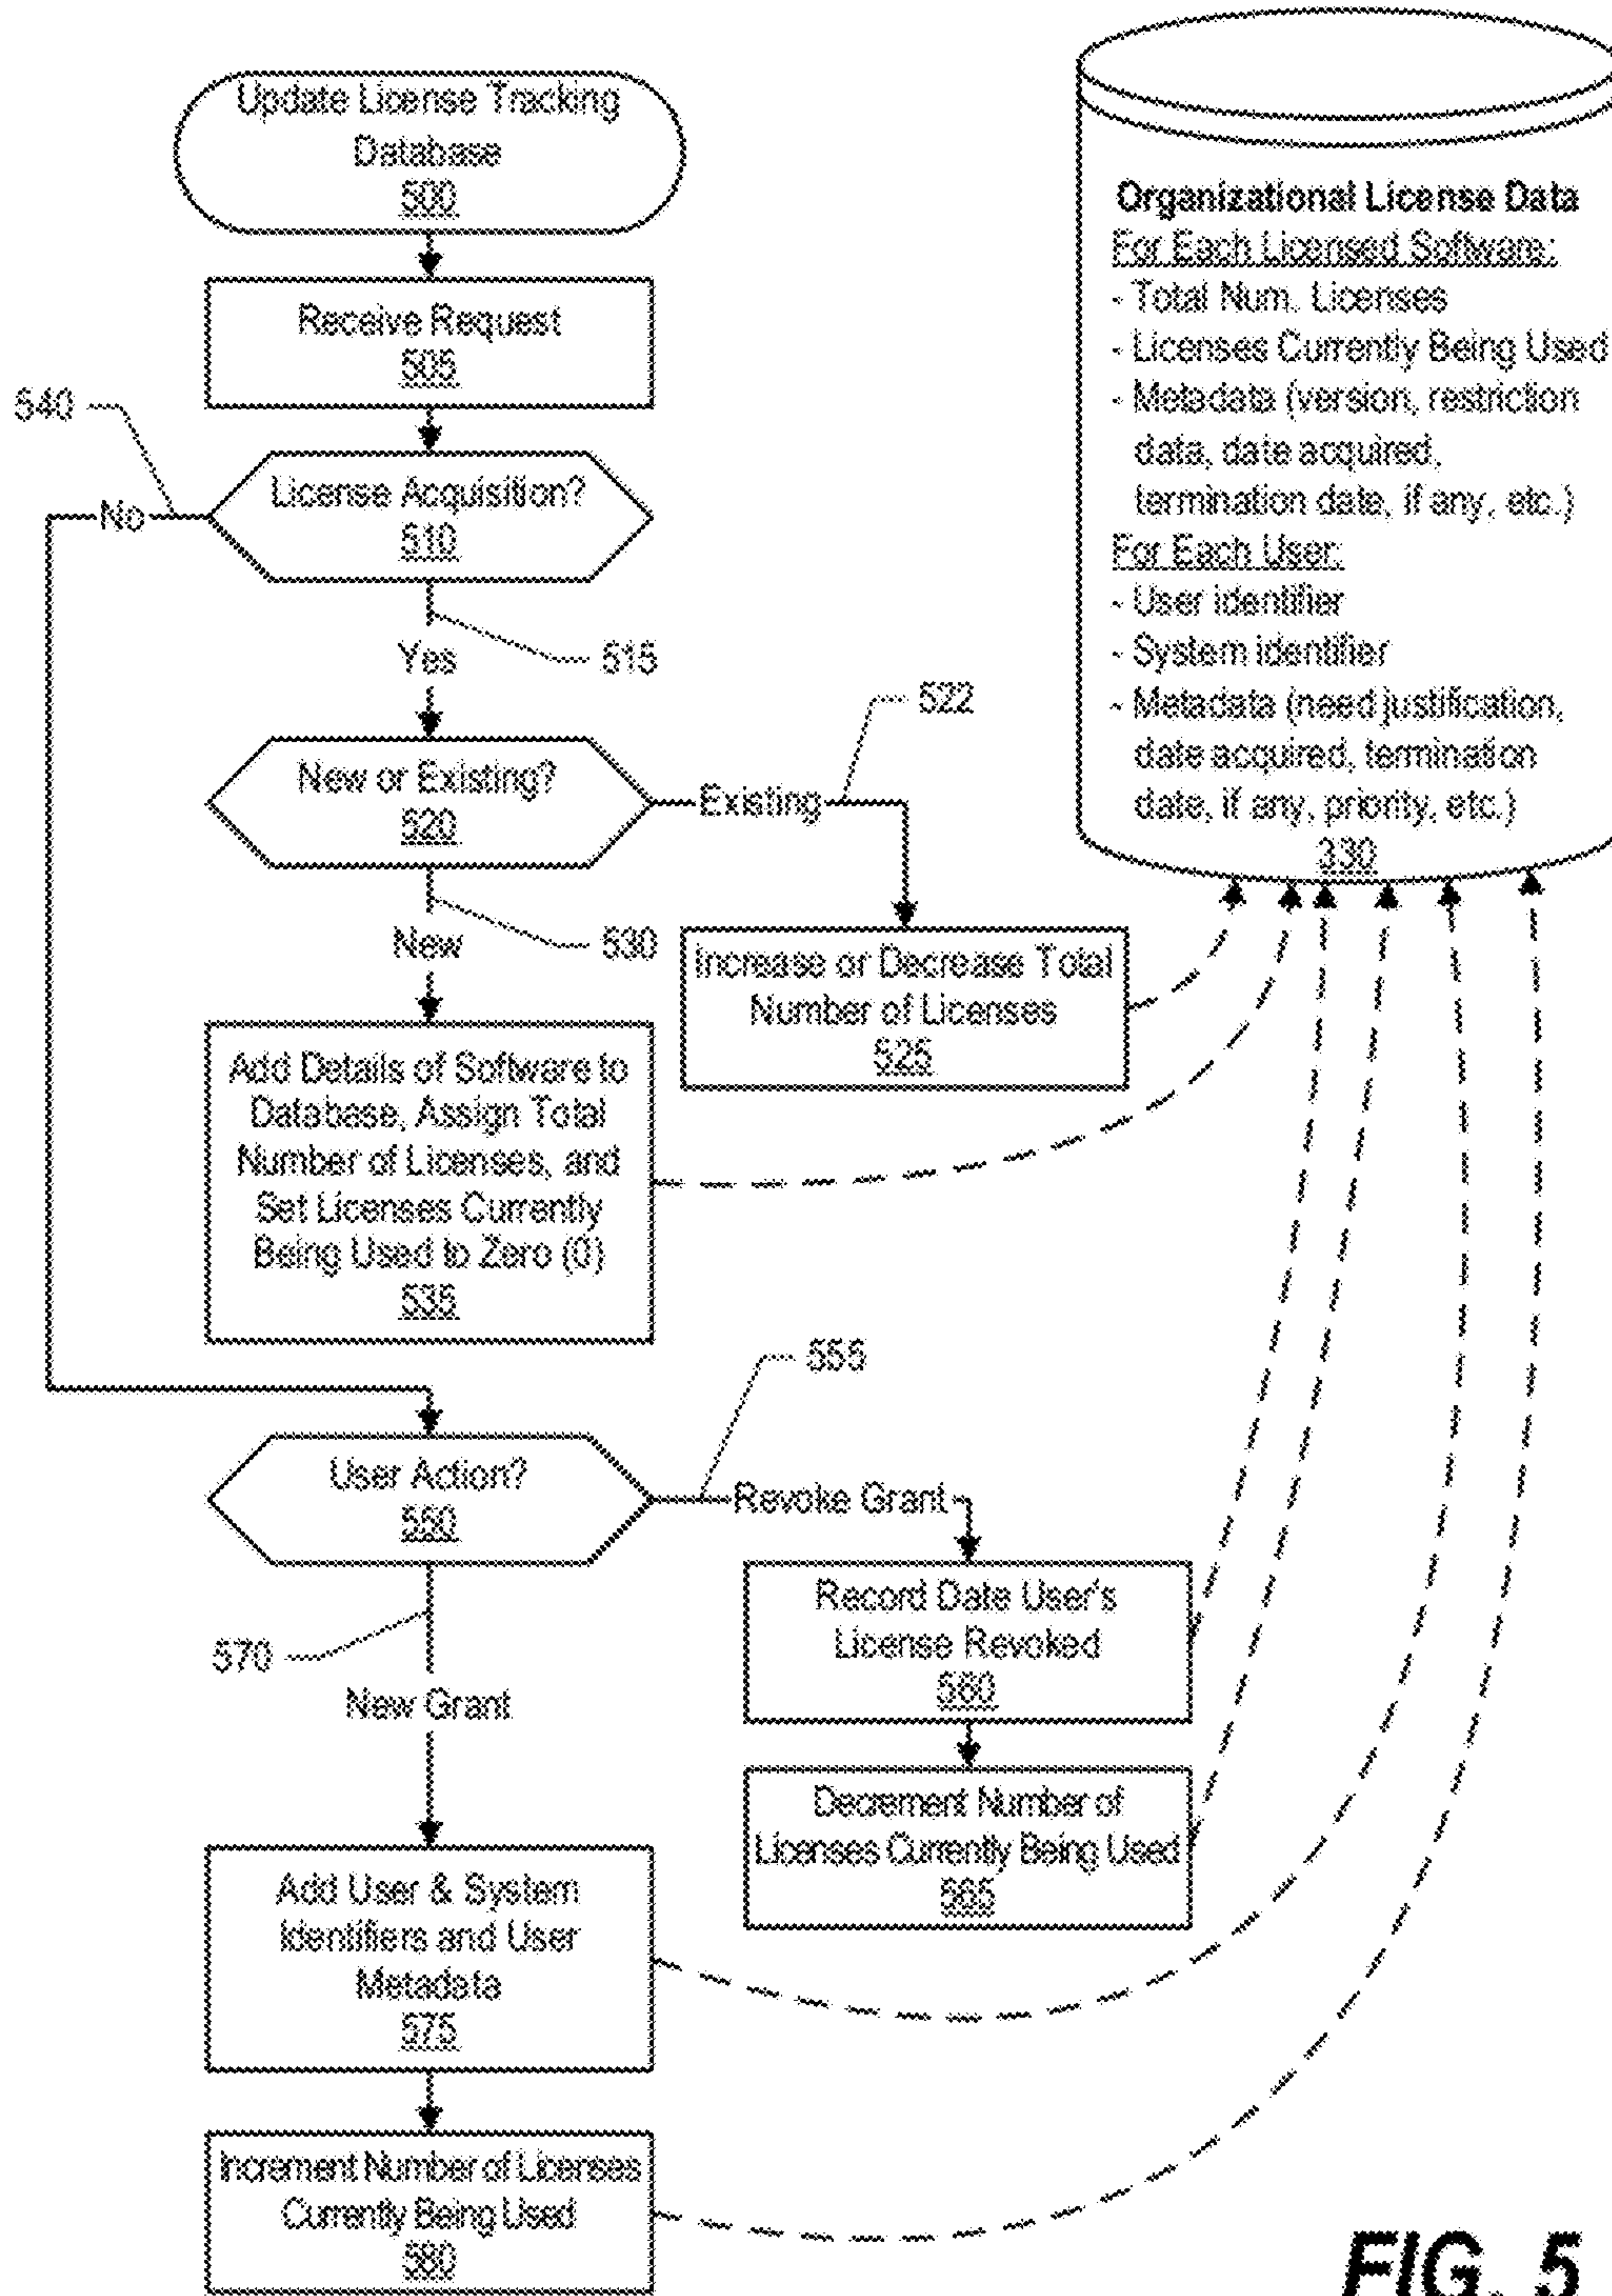 Update License Tracking
Database
500
Receive Request
505
540
License Acquisition?
510
No
Yes
515
New or Existing?
520
Existing
522
New
530
Increase or Decrease Total
Number of Licenses
525
Add Details of Software to
Database, Assign Total
Number of Licenses, and
Set Licenses Currently
Being Used to Zero (0)
535
User Action?
550
555
Revoke Grant
Record Date User's
License Revoked
560
Decrement Number of
Licenses Currently Being Used
565
570
New Grant
Add User & System
Identifiers and User
Metadata
575
Increment Number of Licenses
Currently Being Used
580
Organizational License Data
For Each Licensed Software:
- Total Num. Licenses
- Licenses Currently Being Used
- Metadata (version, restriction
data, date acquired,
termination date, if any, etc.)
For Each User:
- User identifier
- System identifier
- Metadata (need justification,
date acquired, termination
date, if any, priority, etc.)
330
FIG. 5